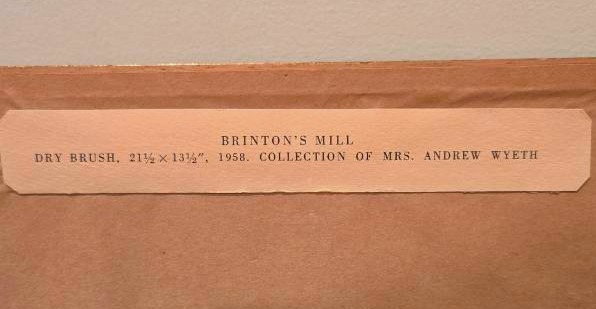 BRINTON'S MILL
DRY BRUSH, 21½ × 13½", 1958. COLLECTION OF MRS. ANDREW WYETH